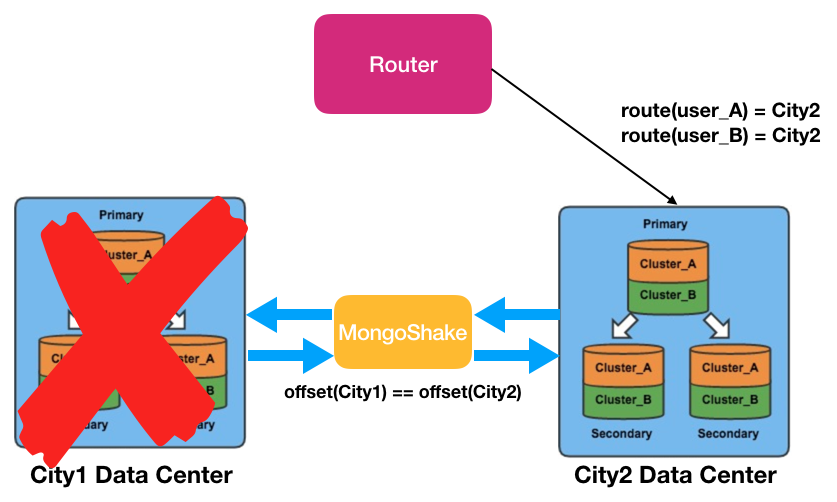 Router
route(user_A) = City2
route(user_B) = City2
Primary
Cluster_A
Primary
Cluster_A
Cluster_B
MongoShake
offset(City1) == offset(City2)
Cluster_A
Cluster_B
Cluster_A
Cluster_B
Secondary
Secondary
City1 Data Center
City2 Data Center